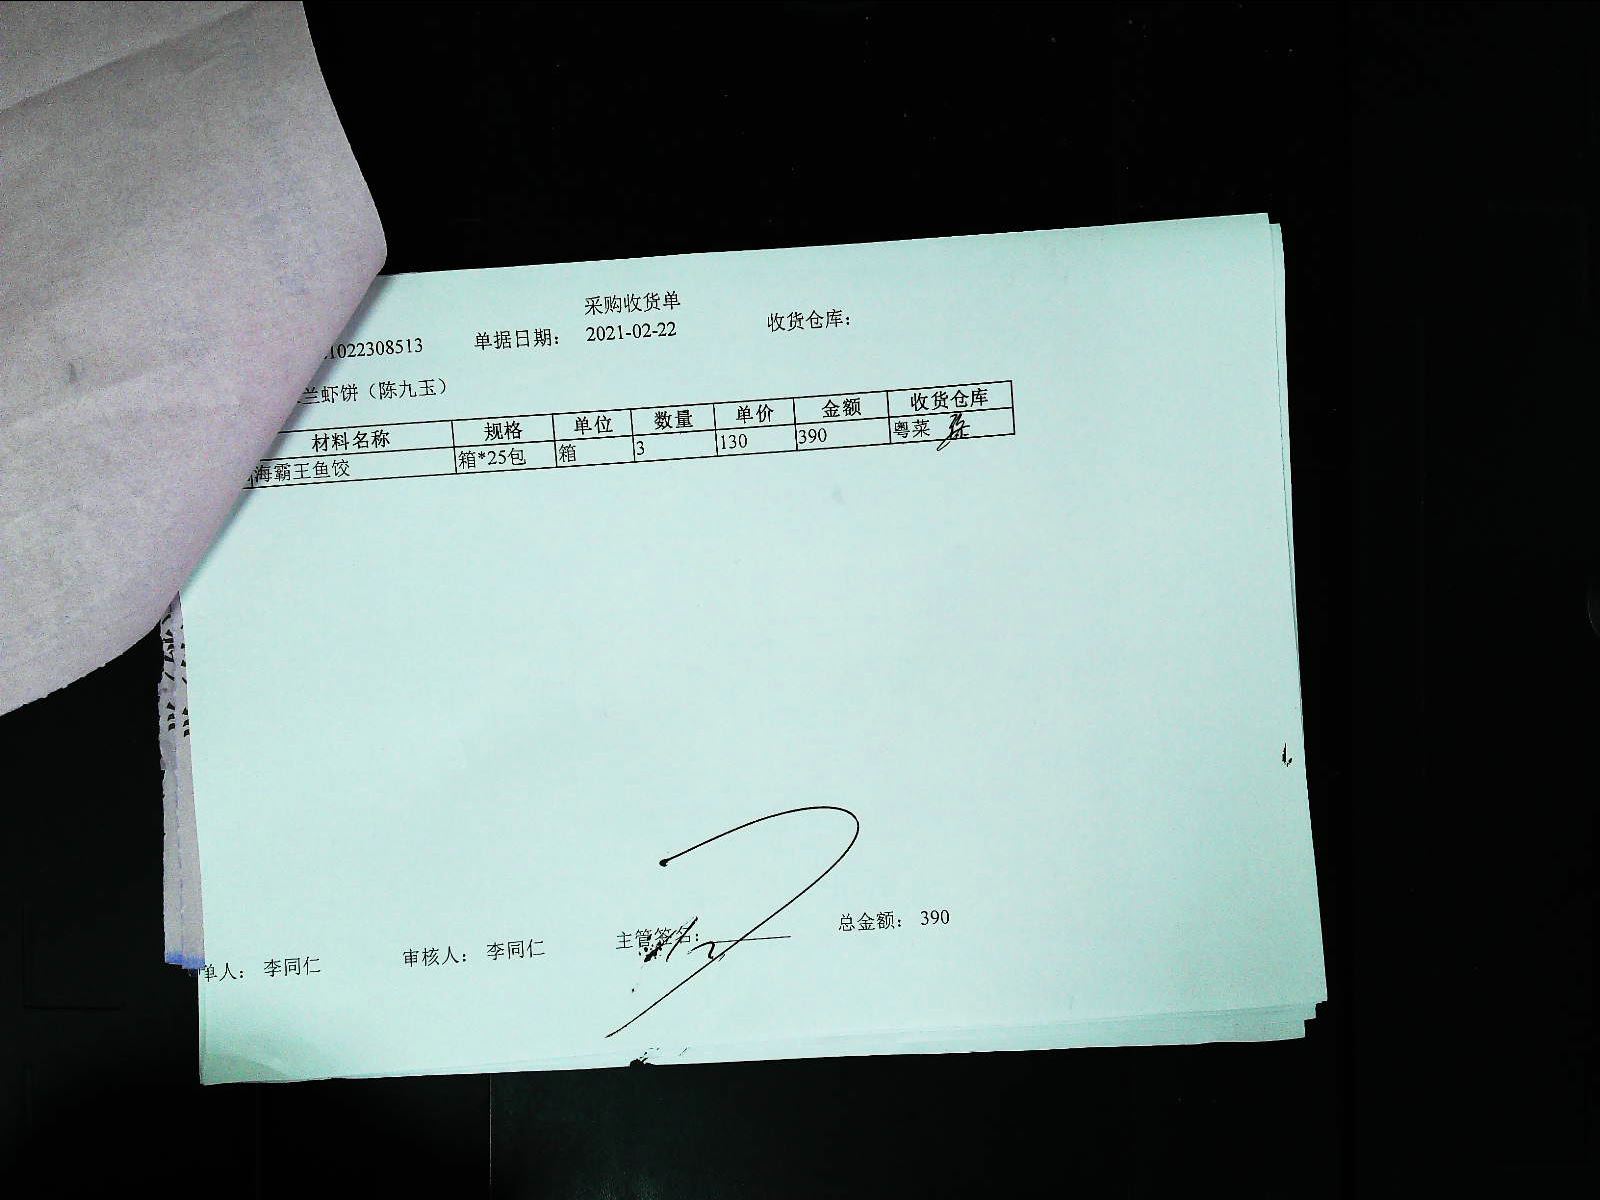 采购收货单
1022308513 单据日期： 2021-02-22 收货仓库：
兰虾饼（陈九玉）
材料名称 规格 单位 数量 单价 金额 收货仓库
海霸王鱼饺 箱*25包 箱 3 130 390 粤菜
单人： 李同仁 审核人： 李同仁 主管签名： 总金额： 390